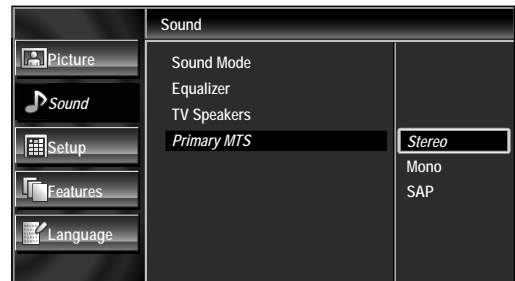 Sound
Picture
Sound
Setup
Features
Language
Sound Mode
Equalizer
TV Speakers
Primary MTS
Stereo
Mono
SAP